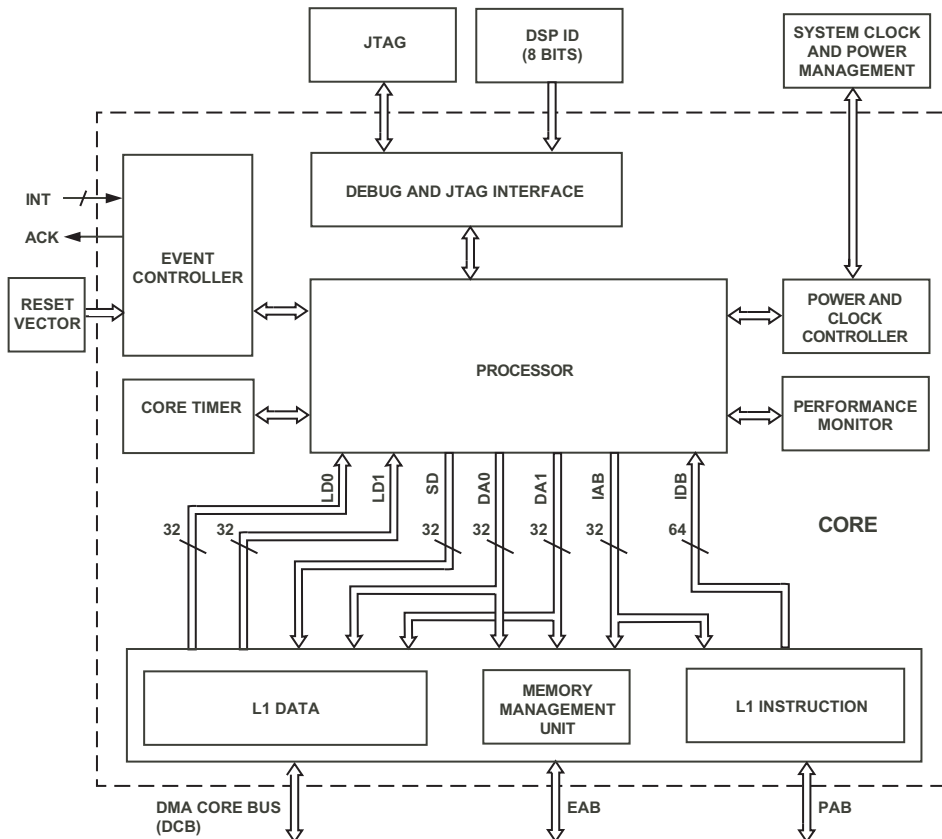 JTAG
DSP ID
(8 BITS)
SYSTEM CLOCK
AND POWER
MANAGEMENT
DEBUG AND JTAG INTERFACE
INT
ACK
EVENT
CONTROLLER
RESET
VECTOR
POWER AND
CLOCK
CONTROLLER
PROCESSOR
CORE TIMER
PERFORMANCE
MONITOR
LD0
LD1
SD
DA0
DA1
IAB
IDB
32
32
32
32
32
32
64
CORE
L1 DATA
MEMORY
MANAGEMENT
UNIT
L1 INSTRUCTION
DMA CORE BUS
(DCB)
EAB
PAB